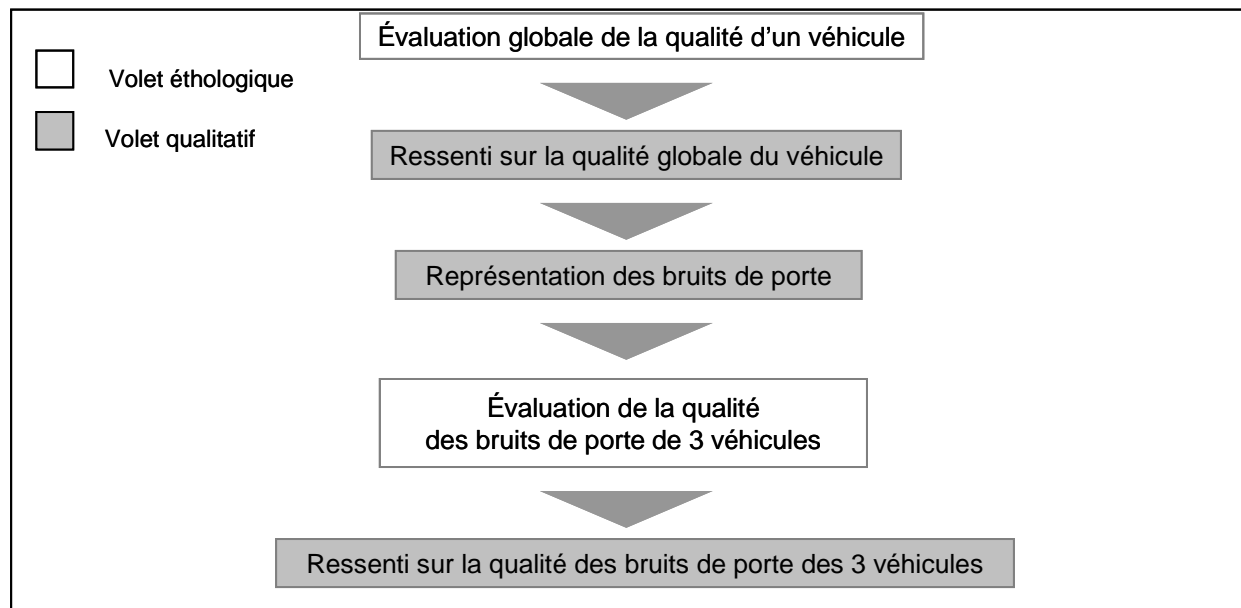 Évaluation globale de la qualité d’un véhicule
Volet éthologique
Volet qualitatif
Ressenti sur la qualité globale du véhicule
Représentation des bruits de porte
Évaluation de la qualité
des bruits de porte de 3 véhicules
Ressenti sur la qualité des bruits de porte des 3 véhicules